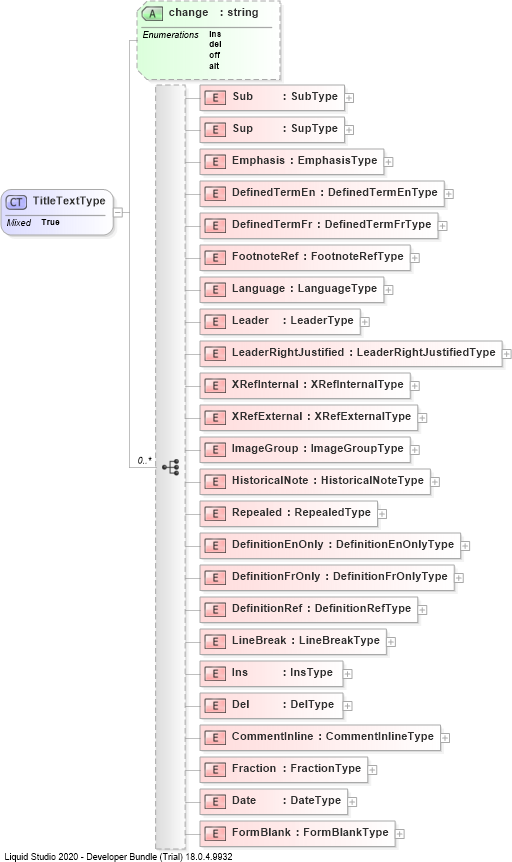 A change : string
Enumerations ins
del
off
alt
E Sub : SubType
E Sup : SupType
E Emphasis : EmphasisType
CT TitleTextType
Mixed True
E DefinedTermEn : DefinedTermEnType
E DefinedTermFr : DefinedTermFrType
E FootnoteRef : FootnoteRefType
E Language : LanguageType
E Leader : LeaderType
E LeaderRightJustified : LeaderRightJustifiedType
E XRefInternal : XRefInternalType
E XRefExternal : XRefExternalType
E ImageGroup : ImageGroupType
0..*
E HistoricalNote : HistoricalNoteType
E Repealed : RepealedType
E DefinitionEnOnly : DefinitionEnOnlyType
E DefinitionFrOnly : DefinitionFrOnlyType
E DefinitionRef : DefinitionRefType
E LineBreak : LineBreakType
E Ins : InsType
E Del : DelType
E CommentInline : CommentInlineType
E Fraction : FractionType
E Date : DateType
E FormBlank : FormBlankType
Liquid Studio 2020 - Developer Bundle (Trial) 18.0.4.9932